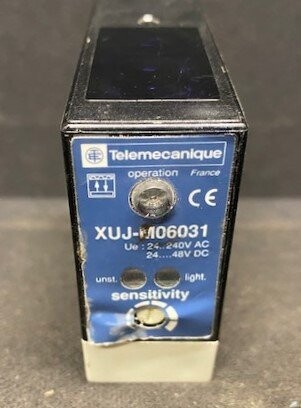 Telemecanique
operation France
CE
XUJ-M06031
Ue : 24..240V AC
24....48V DC
unst. light.
sensitivity